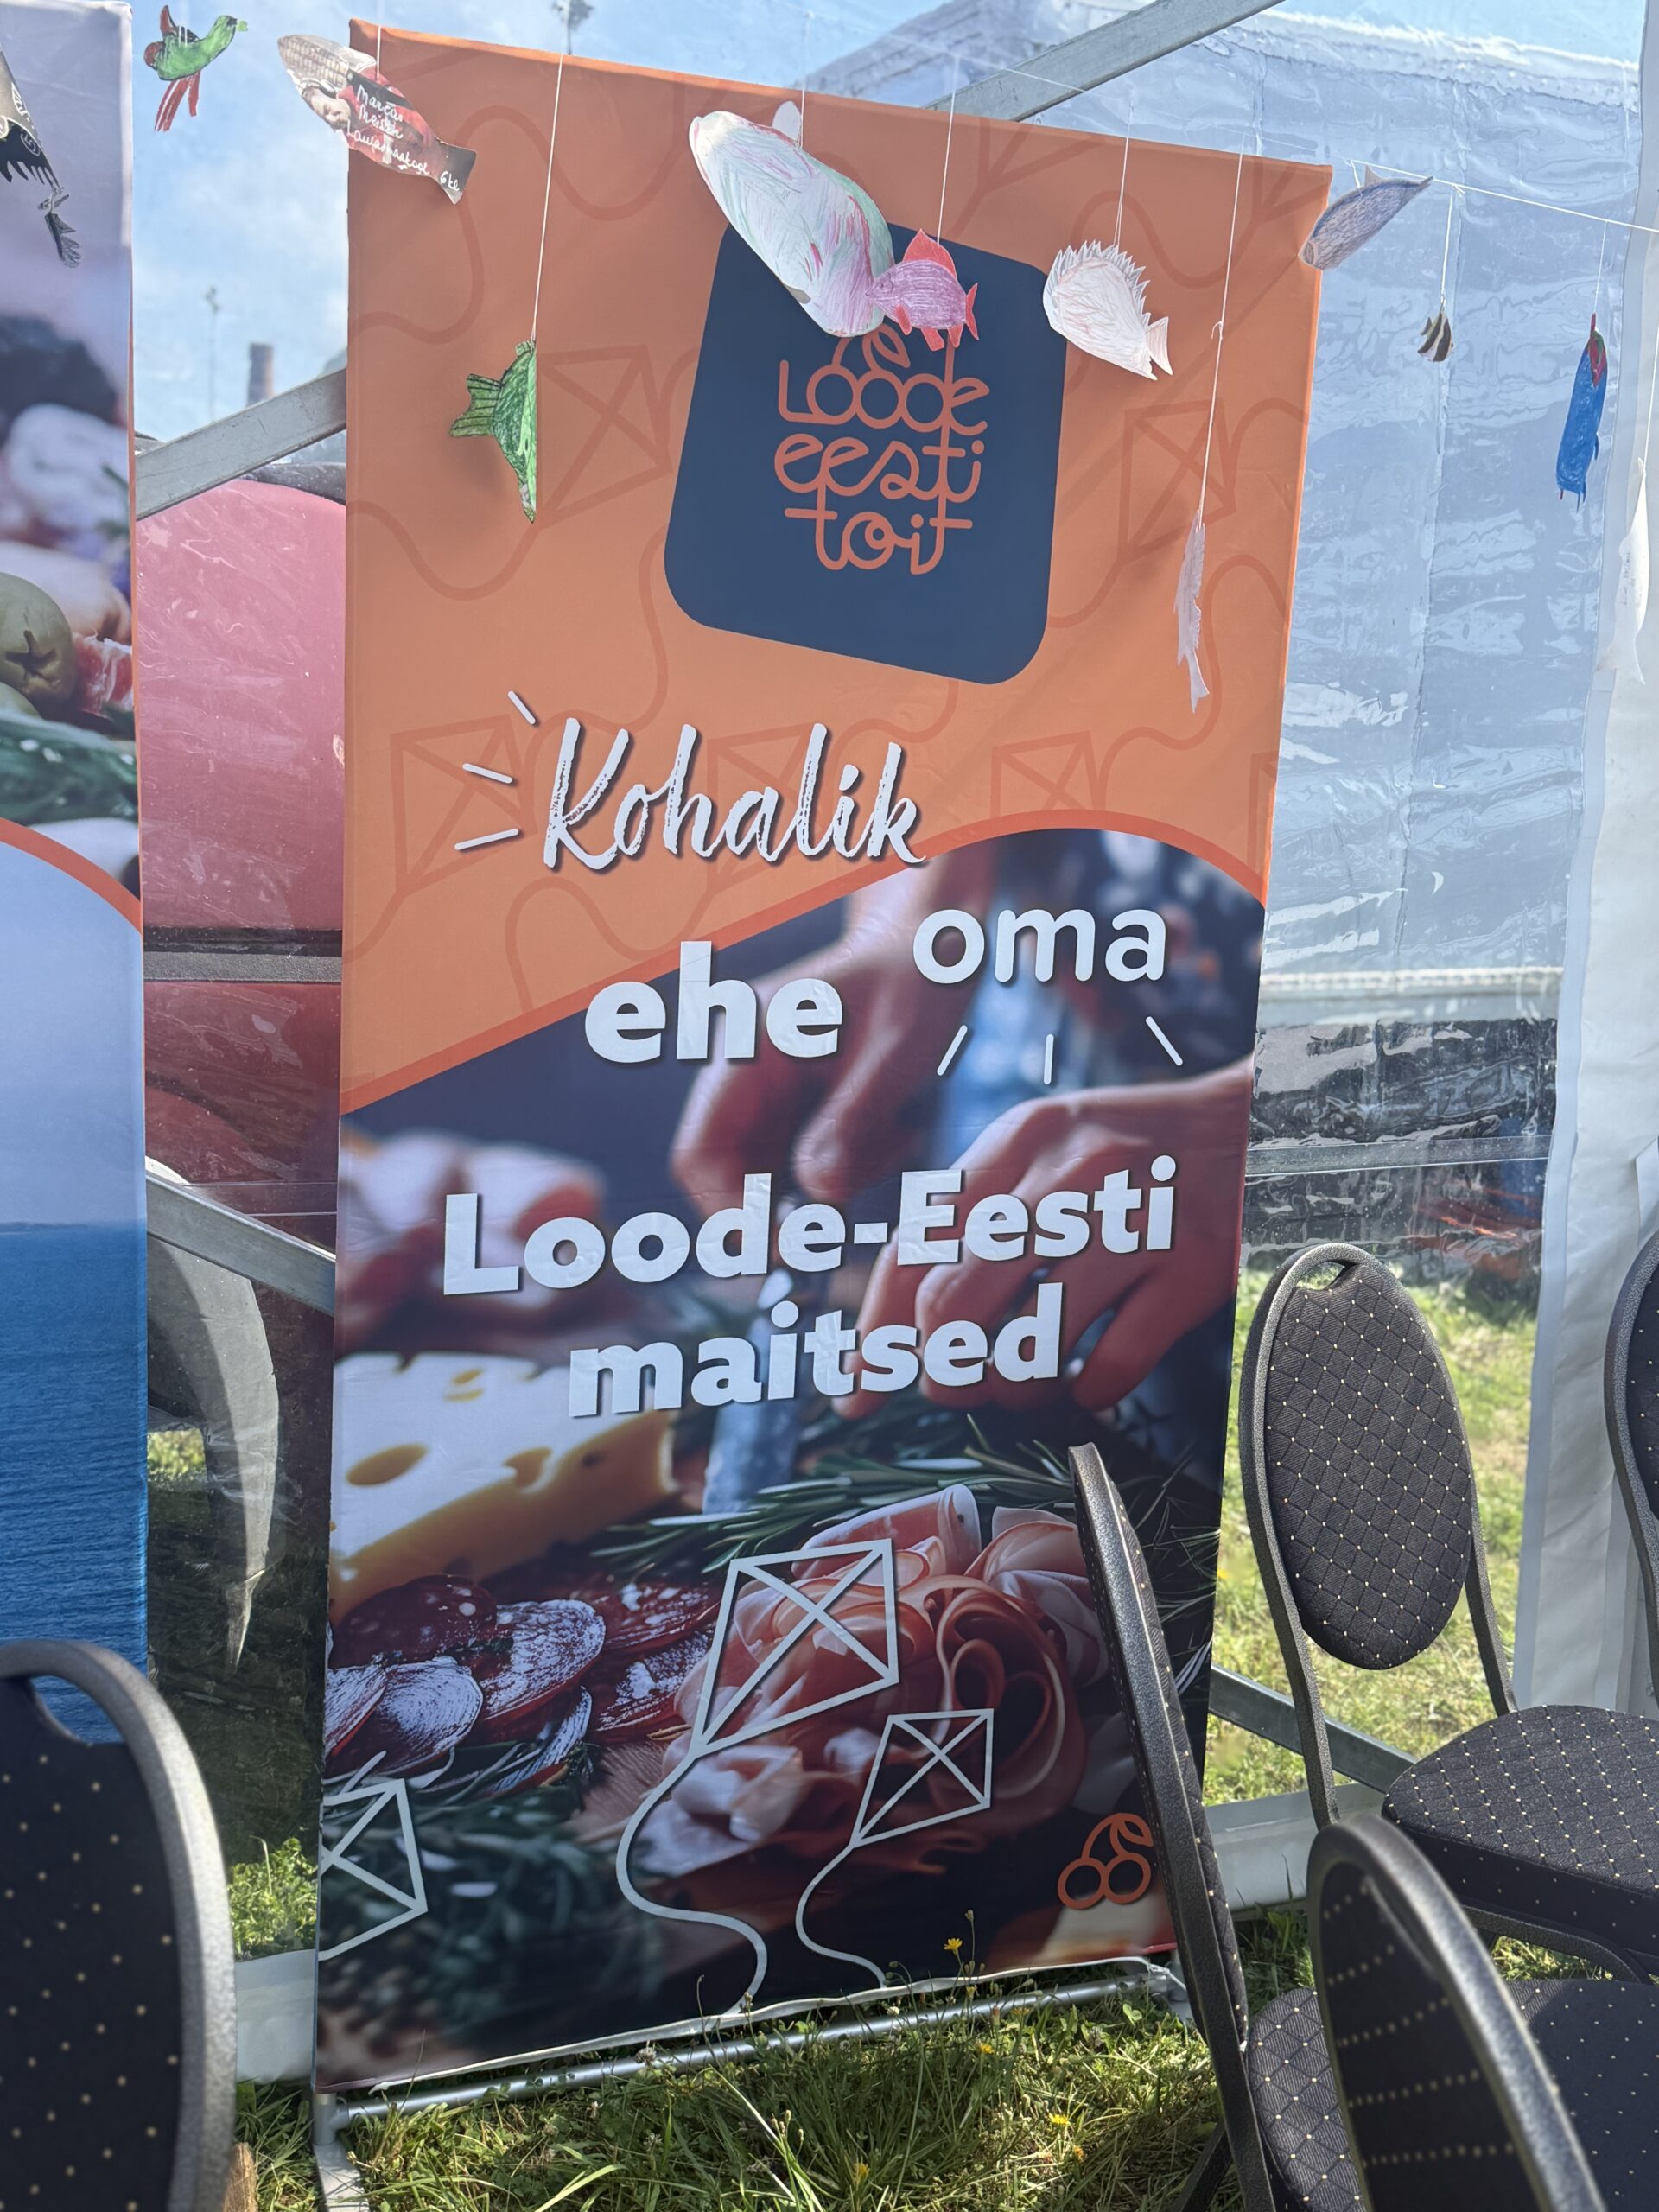 Loode
eesti
toit
Kohalik
ehe oma
Loode-Eesti
maitsed